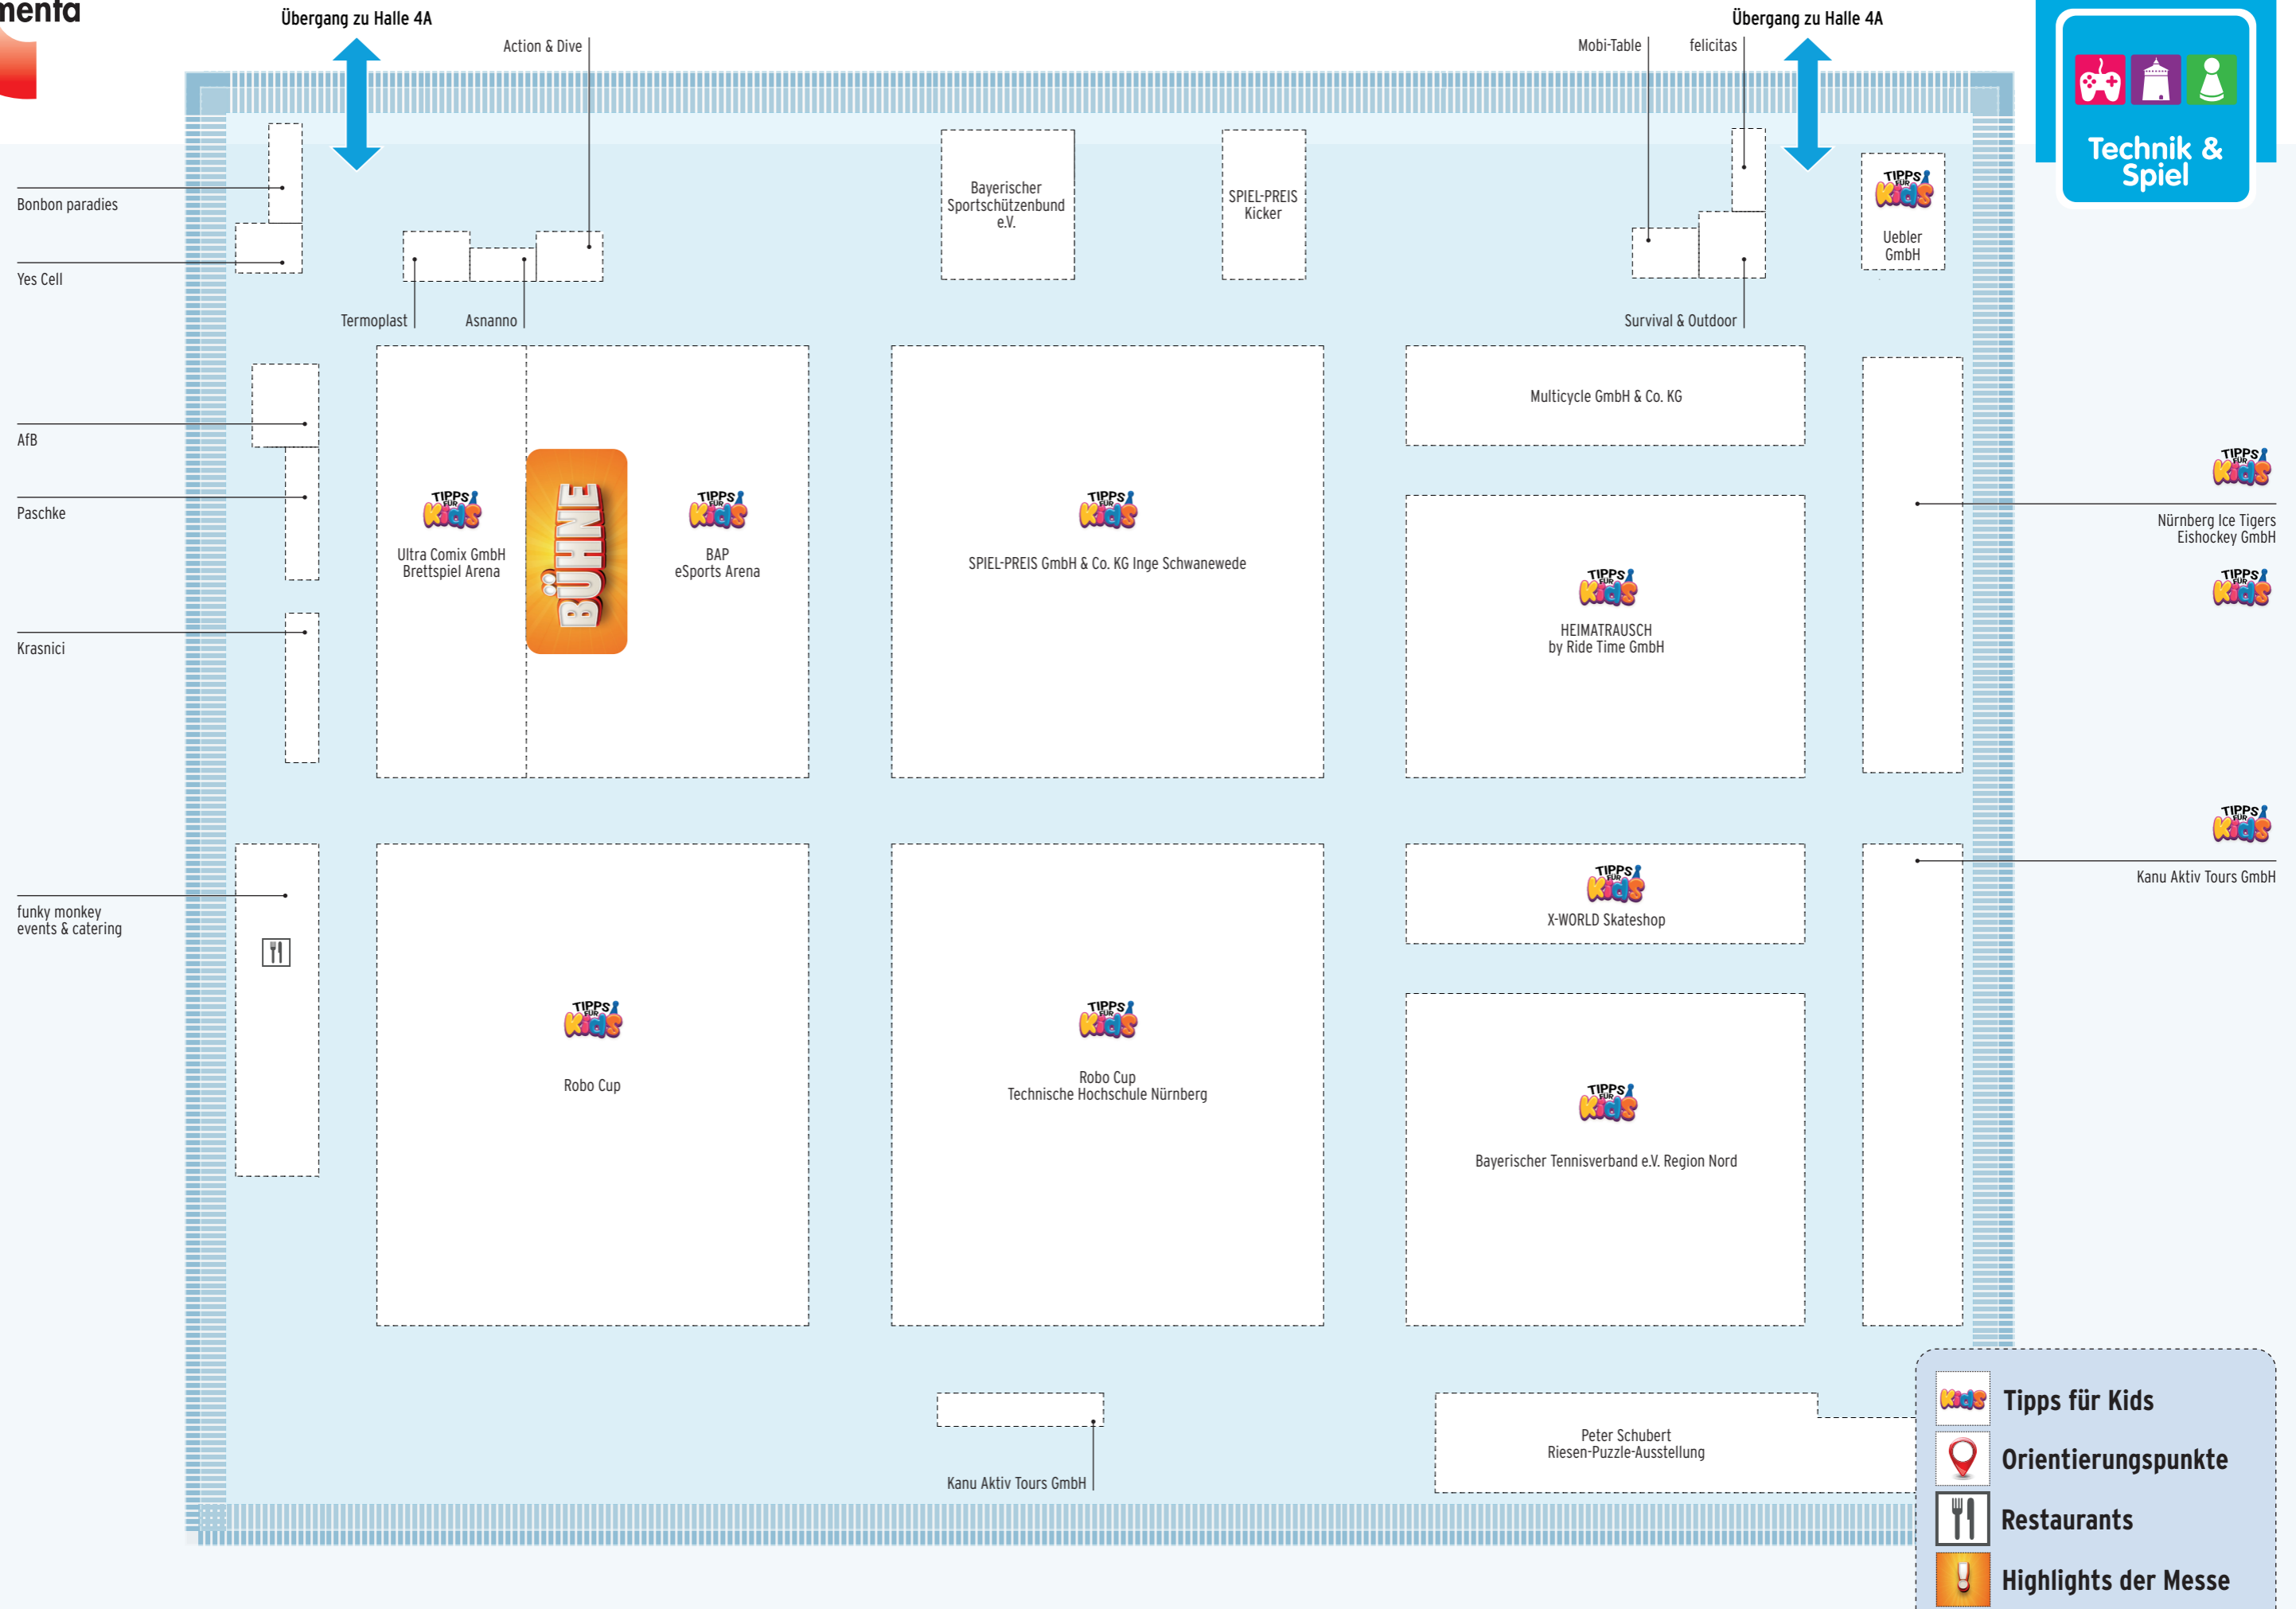 menta
Übergang zu Halle 4A
Übergang zu Halle 4A
Action & Dive
Mobi-Table
felicitas
Technik &
Spiel
Bonbon paradies
Yes Cell
Bayerischer
Sportschützenbund
e.V.
SPIEL-PREIS
Kicker
TIPPS
FÜR
Kids
Uebler
GmbH
Termoplast
Asnanno
Survival & Outdoor
AfB
Paschke
Krasnici
TIPPS
FÜR
Kids
Ultra Comix GmbH
Brettspiel Arena
BÜHNE
TIPPS
FÜR
Kids
BAP
eSports Arena
TIPPS
FÜR
Kids
SPIEL-PREIS GmbH & Co. KG Inge Schwanewede
Multicycle GmbH & Co. KG
TIPPS
FÜR
Kids
HEIMATRAUSCH
by Ride Time GmbH
TIPPS
FÜR
Kids
Nürnberg Ice Tigers
Eishockey GmbH
TIPPS
FÜR
Kids
TIPPS
FÜR
Kids
Kanu Aktiv Tours GmbH
funky monkey
events & catering
TIPPS
FÜR
Kids
Robo Cup
TIPPS
FÜR
Kids
Robo Cup
Technische Hochschule Nürnberg
TIPPS
FÜR
Kids
X-WORLD Skateshop
TIPPS
FÜR
Kids
Bayerischer Tennisverband e.V. Region Nord
Kanu Aktiv Tours GmbH
Peter Schubert
Riesen-Puzzle-Ausstellung
Kids
Tipps für Kids
Orientierungspunkte
Restaurants
!
Highlights der Messe